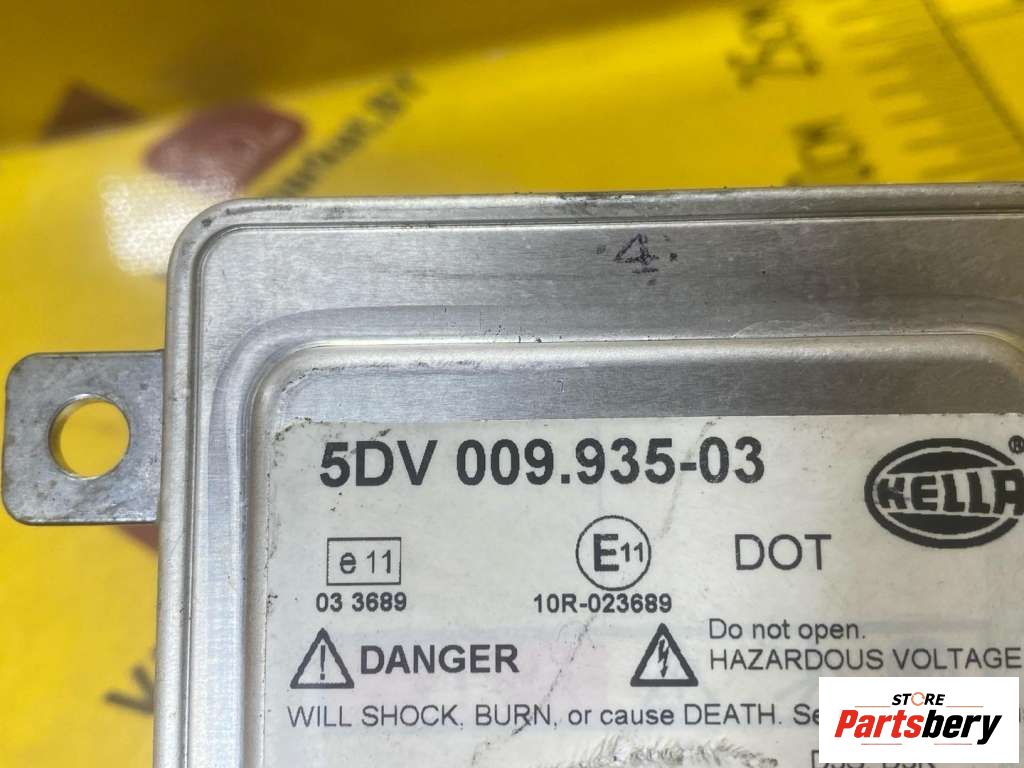 5DV 009.935-03
HELLA
®
e 11
E11
DOT
03 3689
10R-023689
DANGER
Do not open.
HAZARDOUS VOLTAGE
WILL SHOCK, BURN, or cause DEATH.
STORE
Partsbery